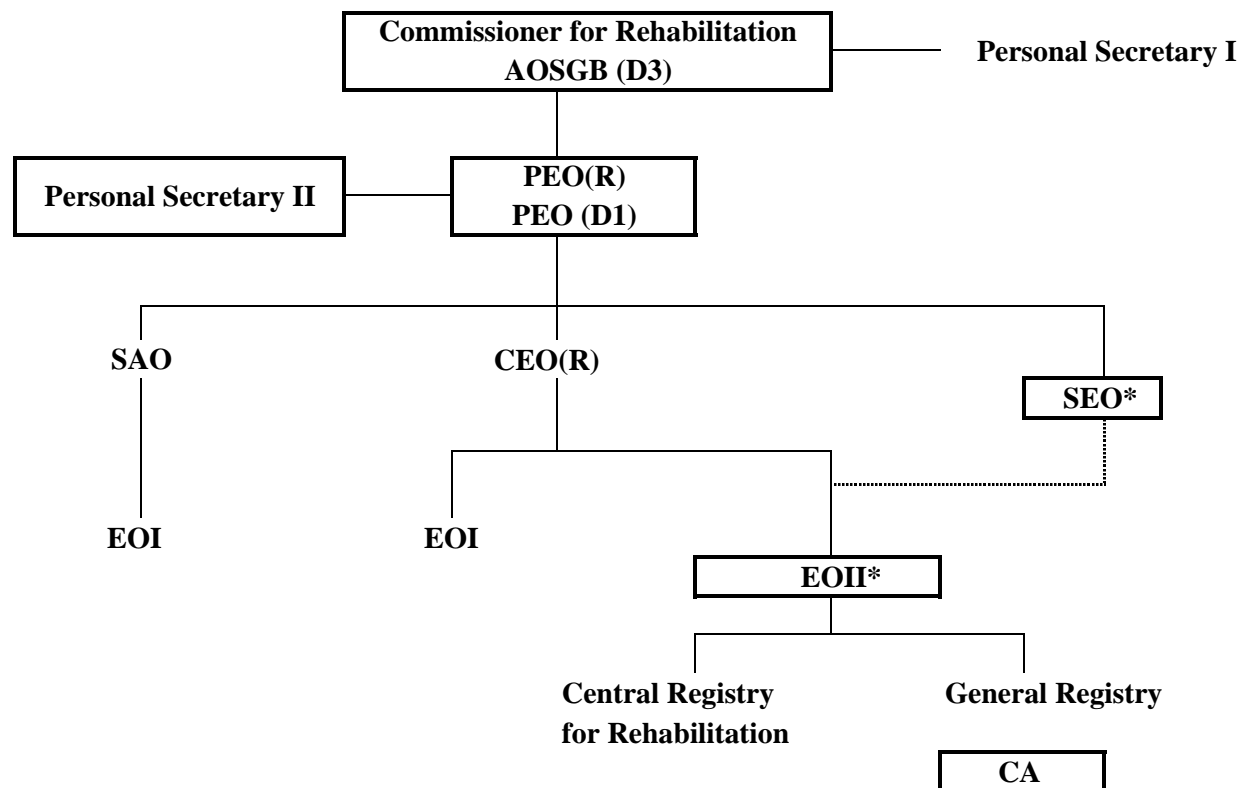 Commissioner for Rehabilitation
AOSGB (D3)
Personal Secretary I
PEO(R)
PEO (D1)
Personal Secretary II
SAO
CEO(R)
SEO*
EOI
EOI
EOII*
Central Registry
for Rehabilitation
General Registry
CA